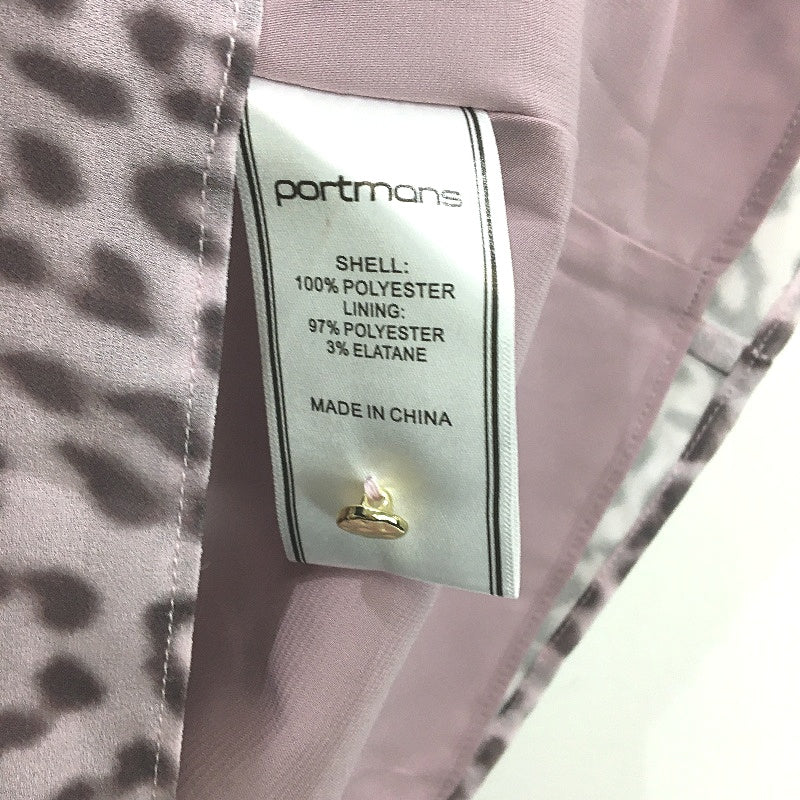 portmans
SHELL:
100% POLYESTER
LINING:
97% POLYESTER
3% ELATANE
MADE IN CHINA